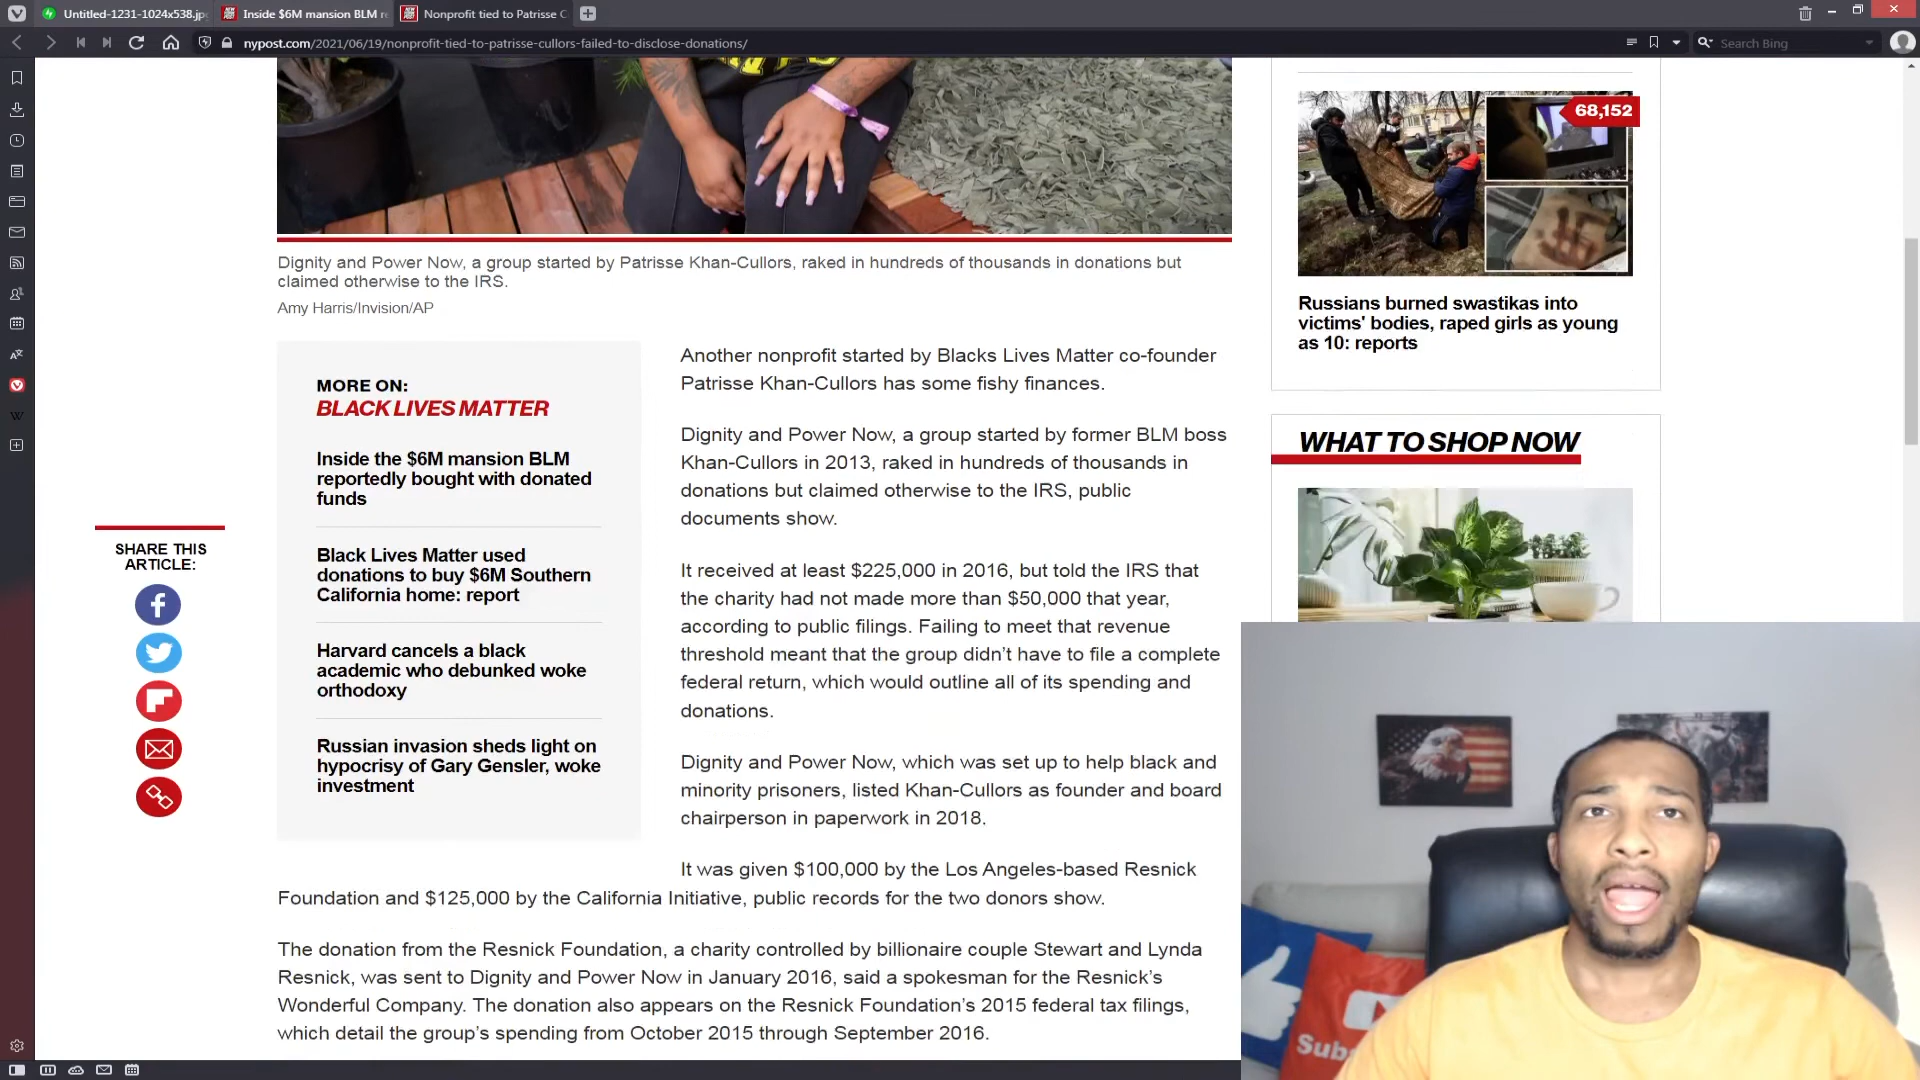 Untitled-1231-1024x538.jp
Inside $6M mansion BLM r
Nonprofit tied to Patrisse C
nypost.com/2021/06/19/nonprofit-tied-to-patrisse-cullors-failed-to-disclose-donations/
Search Bing
68,152
Dignity and Power Now, a group started by Patrisse Khan-Cullors, raked in hundreds of thousands in donations but
claimed otherwise to the IRS.
Amy Harris/Invision/AP
Russians burned swastikas into
victims' bodies, raped girls as young
as 10: reports
MORE ON:
BLACK LIVES MATTER
Inside the $6M mansion BLM
reportedly bought with donated
funds
Black Lives Matter used
donations to buy $6M Southern
California home: report
Harvard cancels a black
academic who debunked woke
orthodoxy
Russian invasion sheds light on
hypocrisy of Gary Gensler, woke
investment
SHARE THIS
ARTICLE:
Another nonprofit started by Blacks Lives Matter co-founder
Patrisse Khan-Cullors has some fishy finances.
Dignity and Power Now, a group started by former BLM boss
Khan-Cullors in 2013, raked in hundreds of thousands in
donations but claimed otherwise to the IRS, public
documents show.
It received at least $225,000 in 2016, but told the IRS that
the charity had not made more than $50,000 that year,
according to public filings. Failing to meet that revenue
threshold meant that the group didn't have to file a complete
federal return, which would outline all of its spending and
donations.
Dignity and Power Now, which was set up to help black and
minority prisoners, listed Khan-Cullors as founder and board
chairperson in paperwork in 2018.
It was given $100,000 by the Los Angeles-based Resnick
Foundation and $125,000 by the California Initiative, public records for the two donors show.
The donation from the Resnick Foundation, a charity controlled by billionaire couple Stewart and Lynda
Resnick, was sent to Dignity and Power Now in January 2016, said a spokesman for the Resnick's
Wonderful Company. The donation also appears on the Resnick Foundation's 2015 federal tax filings,
which detail the group's spending from October 2015 through September 2016.
WHAT TO SHOP NOW
Subs